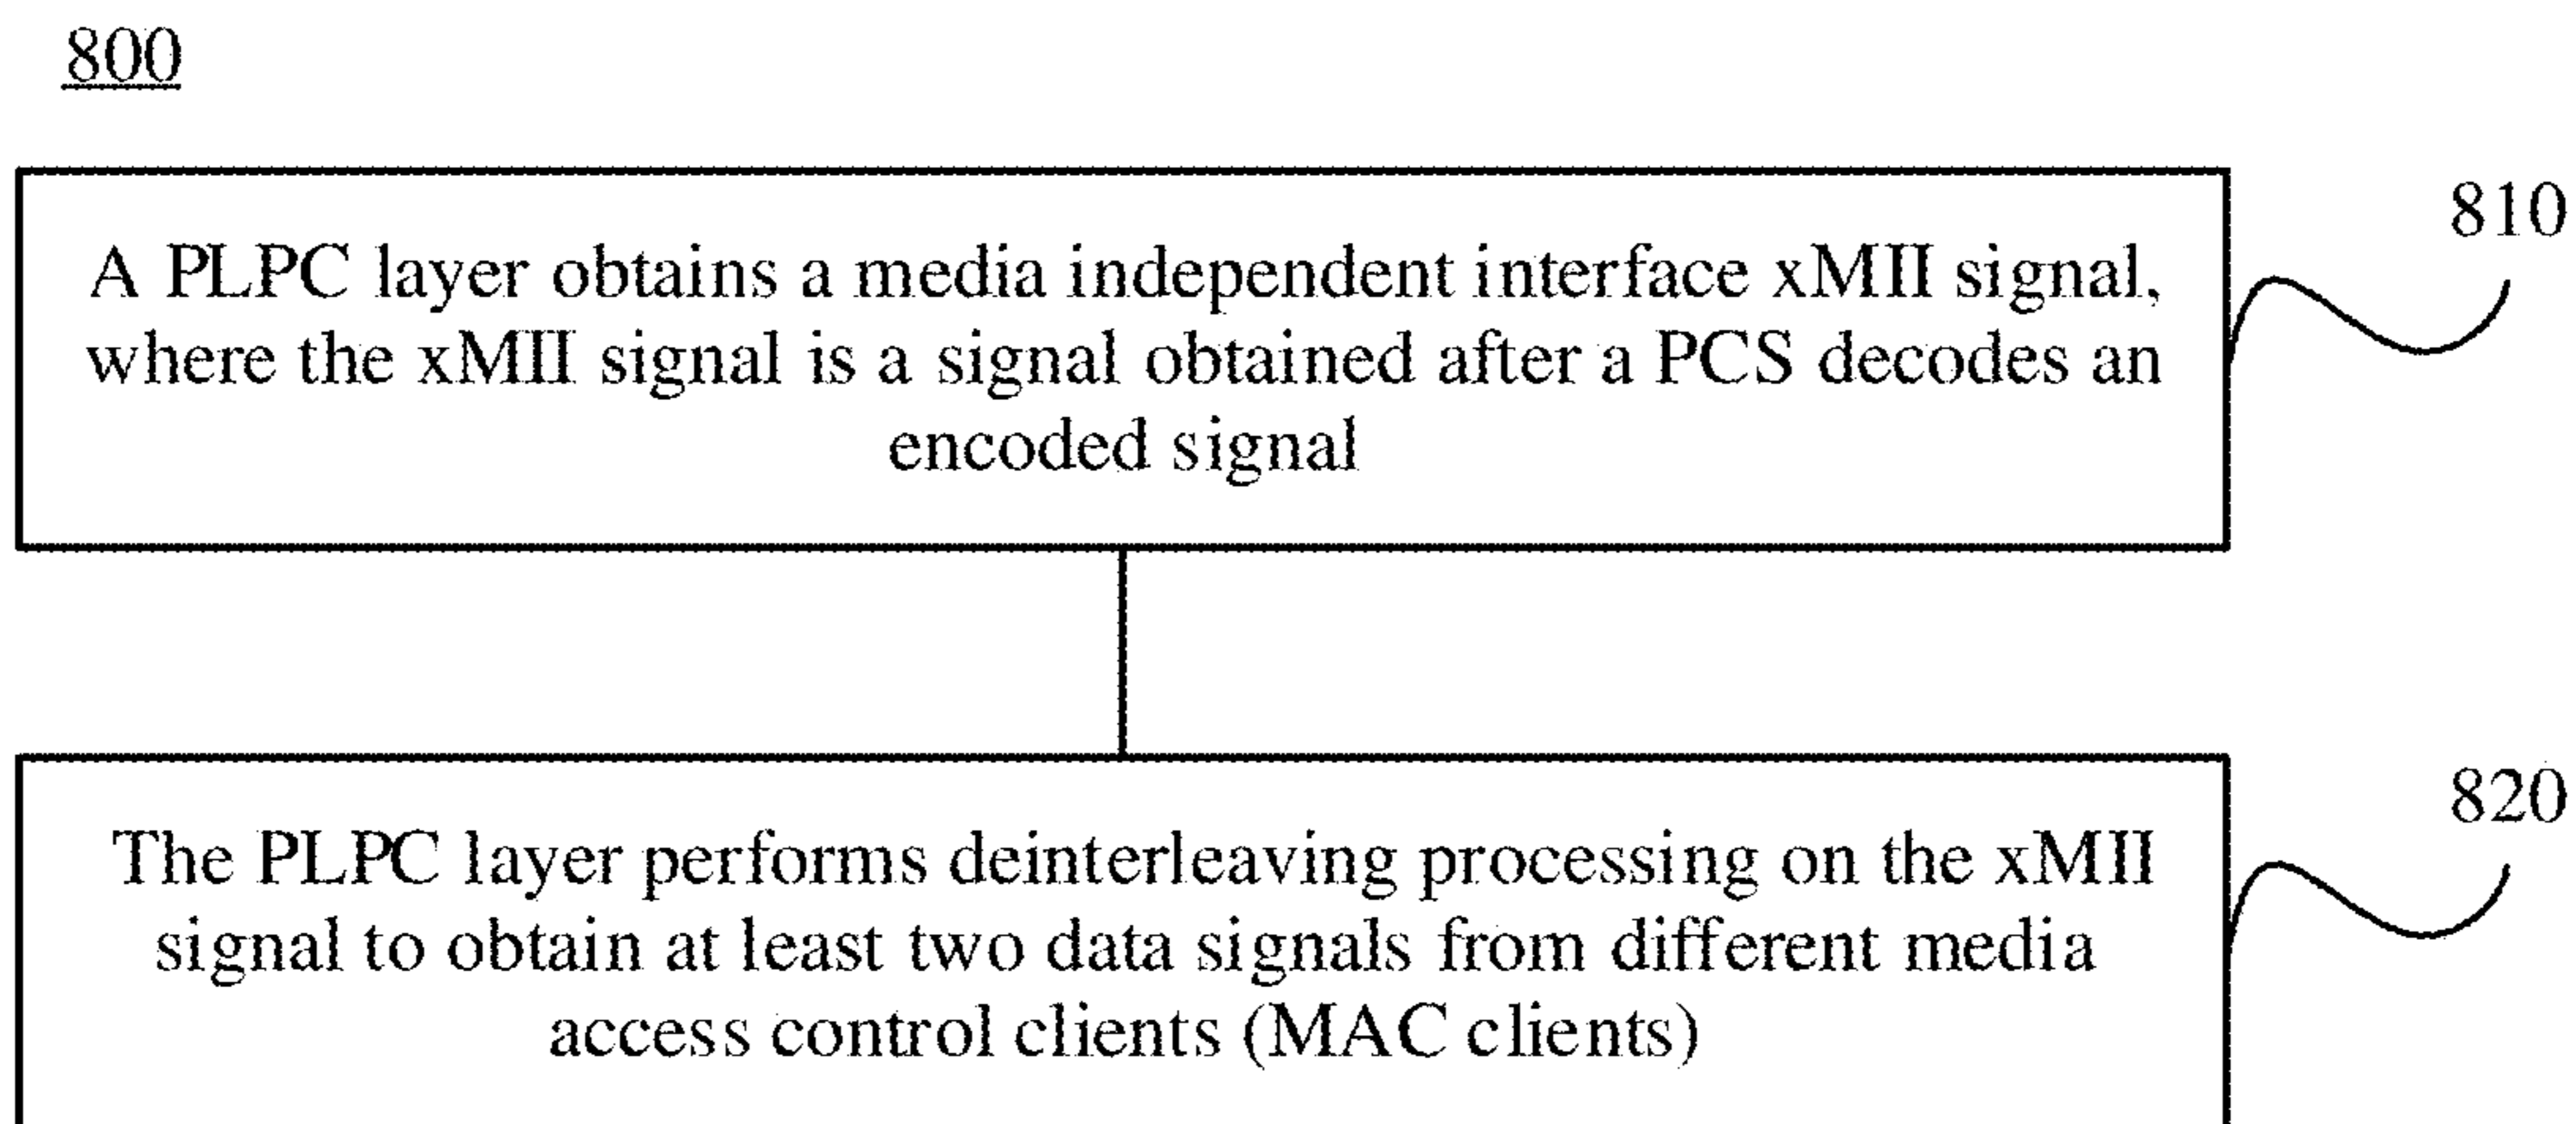 800
810
A PLPC layer obtains a media independent interface xMII signal,
where the xMII signal is a signal obtained after a PCS decodes an
encoded signal
820
The PLPC layer performs deinterleaving processing on the xMII
signal to obtain at least two data signals from different media
access control clients (MAC clients)